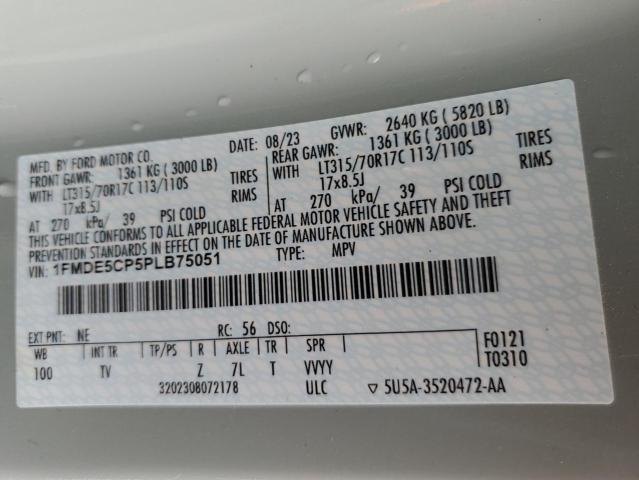 MFD. BY FORD MOTOR CO.
DATE: 08/23 GVWR: 2640 KG ( 5820 LB)
FRONT GAWR: 1361 KG ( 3000 LB) REAR GAWR: 1361 KG ( 3000 LB)
WITH LT315/70R17C 113/110S TIRES WITH LT315/70R17C 113/110S TIRES
17x8.5J RIMS 17x8.5J RIMS
AT 270 kPa/ 39 PSI COLD AT 270 kPa/ 39 PSI COLD
THIS VEHICLE CONFORMS TO ALL APPLICABLE FEDERAL MOTOR VEHICLE SAFETY AND THEFT
PREVENTION STANDARDS IN EFFECT ON THE DATE OF MANUFACTURE SHOWN ABOVE.
VIN: 1FMDE5CP5PLB75051 TYPE: MPV
EXT PNT: NE RC: 56 DSO:
WB INT TR TP/PS R AXLE TR SPR
100 TV Z 7L T VVYY
F0121
T0310
3202308072178 ULC ▽ 5U5A-3520472-AA